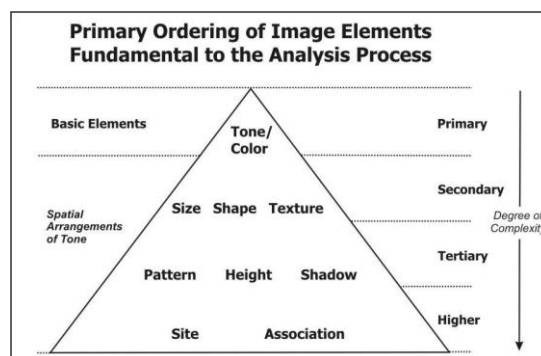 Primary Ordering of Image Elements
Fundamental to the Analysis Process
Basic Elements
Tone/
Color
Primary
Size Shape Texture
Secondary
Spatial
Arrangements
of Tone
Degree of
Complexity
Pattern Height Shadow
Tertiary
Site Association
Higher